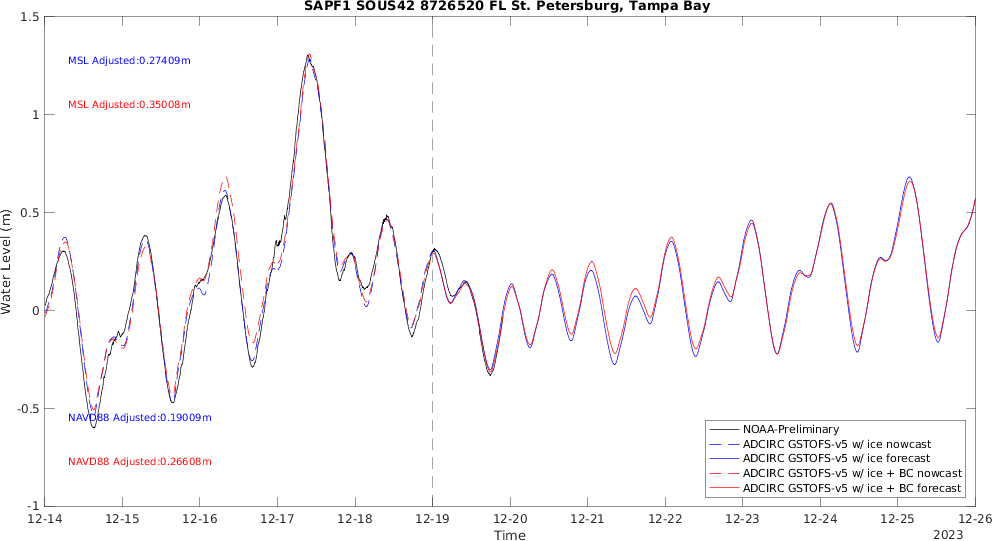 SAPF1 SOUS42 8726520 FL St. Petersburg, Tampa Bay
1.5
1
0.5
0
-0.5
-1
Water Level (m)
MSL Adjusted:0.27409m
MSL Adjusted:0.35008m
NAVD88 Adjusted:0.19009m
NAVD88 Adjusted:0.26608m
NOAA-Preliminary
ADCIRC GSTOFS-v5 w/ ice nowcast
ADCIRC GSTOFS-v5 w/ ice forecast
ADCIRC GSTOFS-v5 w/ ice + BC nowcast
ADCIRC GSTOFS-v5 w/ ice + BC forecast
12-14 12-15 12-16 12-17 12-18 12-19 12-20 12-21 12-22 12-23 12-24 12-25 12-26
Time
2023